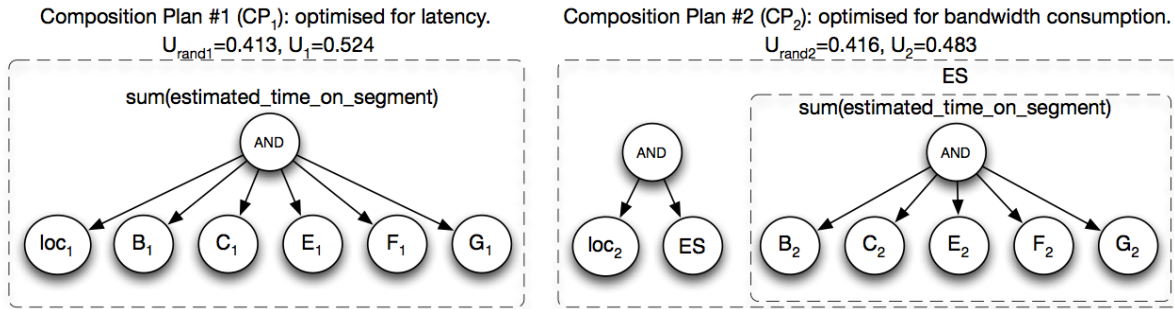 Composition Plan #1 (CP₁): optimised for latency.
U_rand1=0.413, U₁=0.524
sum(estimated_time_on_segment)
AND
loc₁ B₁ C₁ E₁ F₁ G₁
Composition Plan #2 (CP₂): optimised for bandwidth consumption.
U_rand2=0.416, U₂=0.483
ES
sum(estimated_time_on_segment)
AND AND
loc₂ ES B₂ C₂ E₂ F₂ G₂